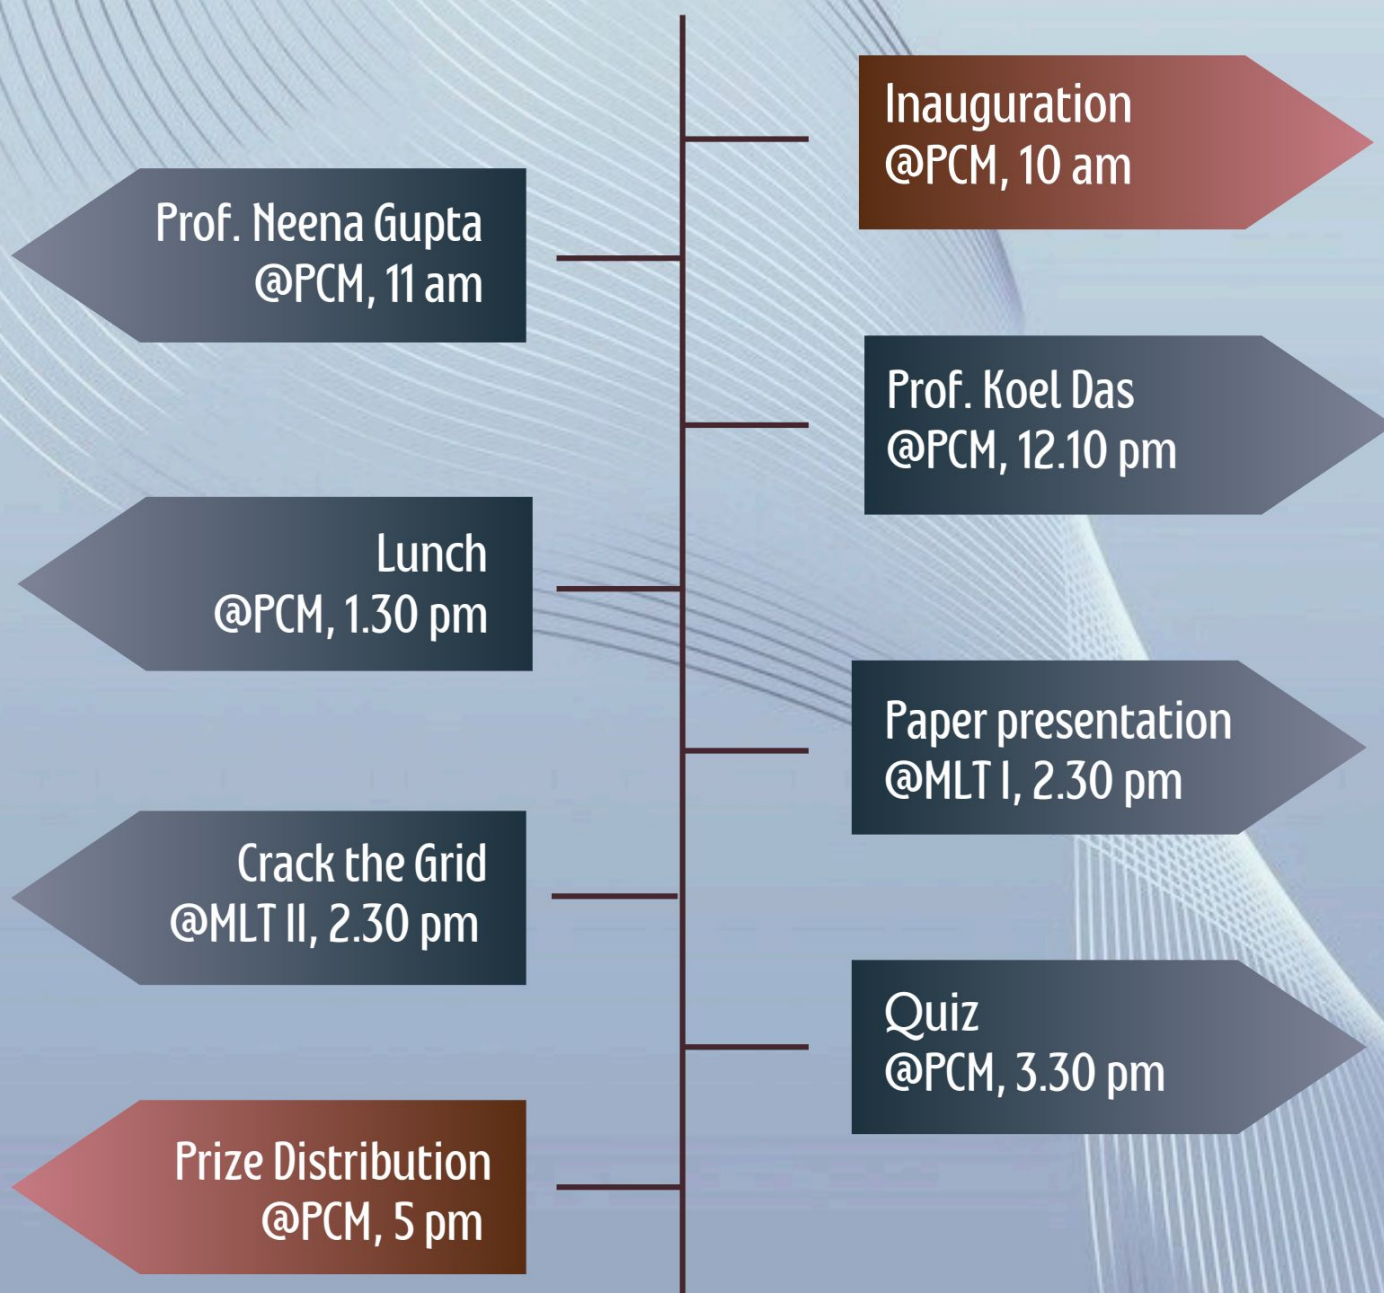 Inauguration
@PCM, 10 am
Prof. Neena Gupta
@PCM, 11 am
Prof. Koel Das
@PCM, 12.10 pm
Lunch
@PCM, 1.30 pm
Paper presentation
@MLT I, 2.30 pm
Crack the Grid
@MLT II, 2.30 pm
Quiz
@PCM, 3.30 pm
Prize Distribution
@PCM, 5 pm